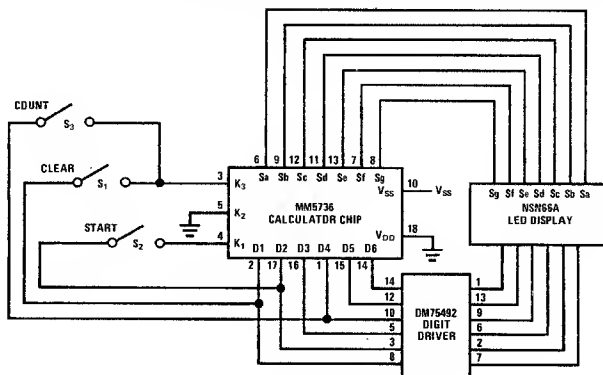 COUNT
S3
CLEAR
S1
START
S2
6 9 12 11 13 7 8
Sa Sb Sc Sd Se Sf Sg
3 K3
5 K2
4 K1
MM5736
CALCULATOR CHIP
VSS 10 VSS
VDD 18
D1 D2 D3 D4 D5 D6
2 17 16 1 15 14
Sg Sf Se Sd Sc Sb Sa
NSN66A
LED DISPLAY
14 1
12 13
10 9
5 6
3 2
8 7
DM75492
DIGIT
DRIVER